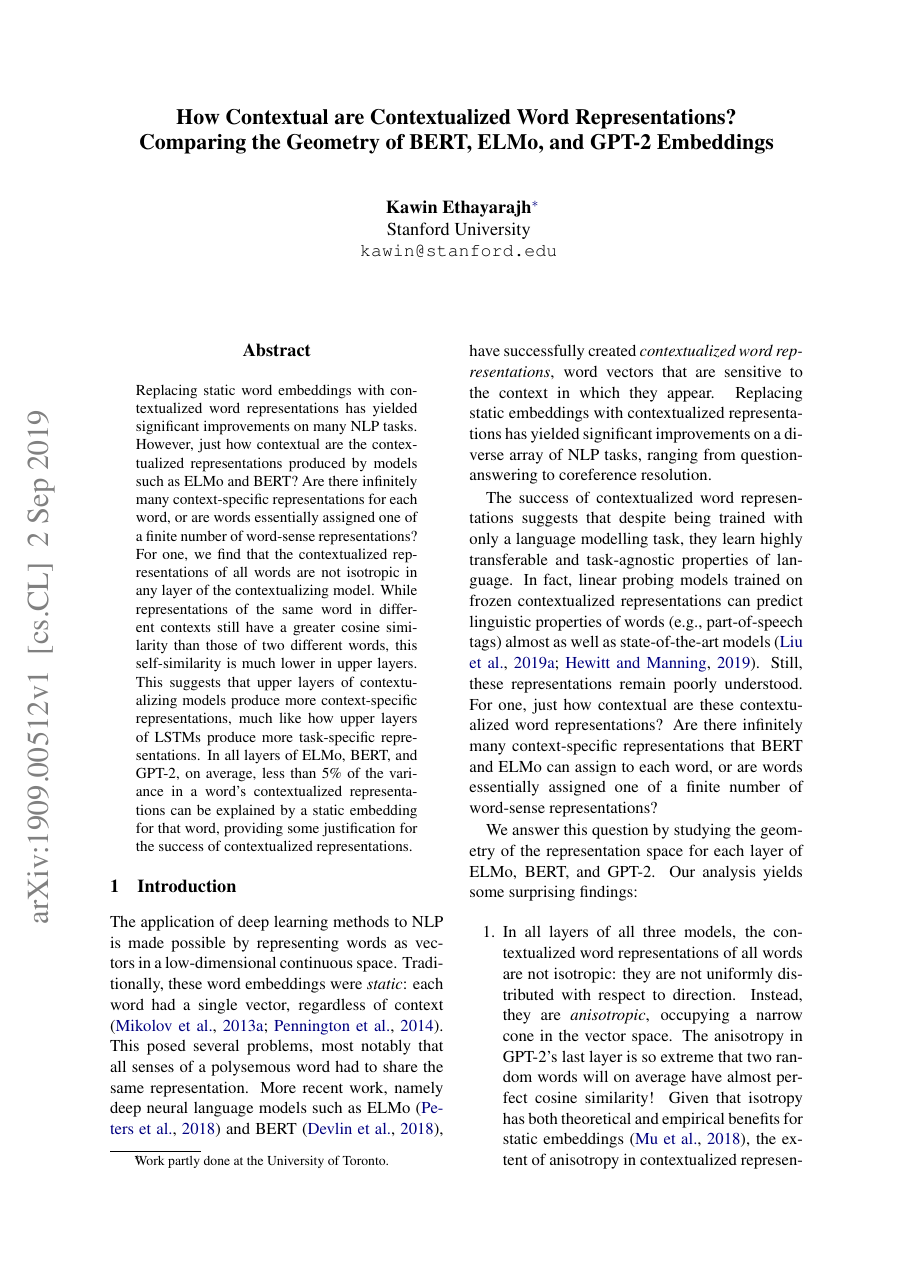 How Contextual are Contextualized Word Representations?
Comparing the Geometry of BERT, ELMo, and GPT-2 Embeddings
Kawin Ethayarajh*
Stanford University
kawin@stanford.edu
arXiv:1909.00512v1 [cs.CL] 2 Sep 2019
Abstract
Replacing static word embeddings with con-
textualized word representations has yielded
significant improvements on many NLP tasks.
However, just how contextual are the contex-
tualized representations produced by models
such as ELMo and BERT? Are there infinitely
many context-specific representations for each
word, or are words essentially assigned one of
a finite number of word-sense representations?
For one, we find that the contextualized rep-
resentations of all words are not isotropic in
any layer of the contextualizing model. While
representations of the same word in differ-
ent contexts still have a greater cosine simi-
larity than those of two different words, this
self-similarity is much lower in upper layers.
This suggests that upper layers of contextu-
alizing models produce more context-specific
representations, much like how upper layers
of LSTMs produce more task-specific repre-
sentations. In all layers of ELMo, BERT, and
GPT-2, on average, less than 5% of the vari-
ance in a word's contextualized representa-
tions can be explained by a static embedding
for that word, providing some justification for
the success of contextualized representations.
1 Introduction
The application of deep learning methods to NLP
is made possible by representing words as vec-
tors in a low-dimensional continuous space. Tradi-
tionally, these word embeddings were static: each
word had a single vector, regardless of context
(Mikolov et al., 2013a; Pennington et al., 2014).
This posed several problems, most notably that
all senses of a polysemous word had to share the
same representation. More recent work, namely
deep neural language models such as ELMo (Pe-
ters et al., 2018) and BERT (Devlin et al., 2018),
*Work partly done at the University of Toronto.
have successfully created contextualized word rep-
resentations, word vectors that are sensitive to
the context in which they appear. Replacing
static embeddings with contextualized representa-
tions has yielded significant improvements on a di-
verse array of NLP tasks, ranging from question-
answering to coreference resolution.
The success of contextualized word represen-
tations suggests that despite being trained with
only a language modelling task, they learn highly
transferable and task-agnostic properties of lan-
guage. In fact, linear probing models trained on
frozen contextualized representations can predict
linguistic properties of words (e.g., part-of-speech
tags) almost as well as state-of-the-art models (Liu
et al., 2019a; Hewitt and Manning, 2019). Still,
these representations remain poorly understood.
For one, just how contextual are these contextu-
alized word representations? Are there infinitely
many context-specific representations that BERT
and ELMo can assign to each word, or are words
essentially assigned one of a finite number of
word-sense representations?
We answer this question by studying the geom-
etry of the representation space for each layer of
ELMo, BERT, and GPT-2. Our analysis yields
some surprising findings:
1. In all layers of all three models, the con-
textualized word representations of all words
are not isotropic: they are not uniformly dis-
tributed with respect to direction. Instead,
they are anisotropic, occupying a narrow
cone in the vector space. The anisotropy in
GPT-2's last layer is so extreme that two ran-
dom words will on average have almost per-
fect cosine similarity! Given that isotropy
has both theoretical and empirical benefits for
static embeddings (Mu et al., 2018), the ex-
tent of anisotropy in contextualized represen-